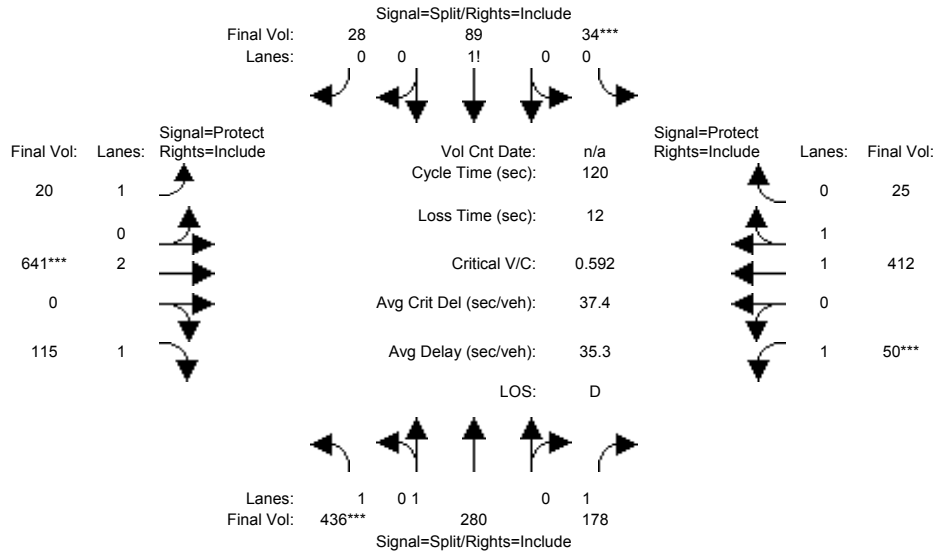 Signal=Split/Rights=Include
Final Vol: 28 89 34***
Lanes: 0 0 1! 0 0
Signal=Protect Signal=Protect
Final Vol: Lanes: Rights=Include Vol Cnt Date: n/a Rights=Include Lanes: Final Vol:
Cycle Time (sec): 120
20 1 0 25
Loss Time (sec): 12
0 1
641*** 2 Critical V/C: 0.592 1 412
0 Avg Crit Del (sec/veh): 37.4 0
115 1 Avg Delay (sec/veh): 35.3 1 50***
LOS: D
Lanes: 1 0 1 0 1
Final Vol: 436*** 280 178
Signal=Split/Rights=Include